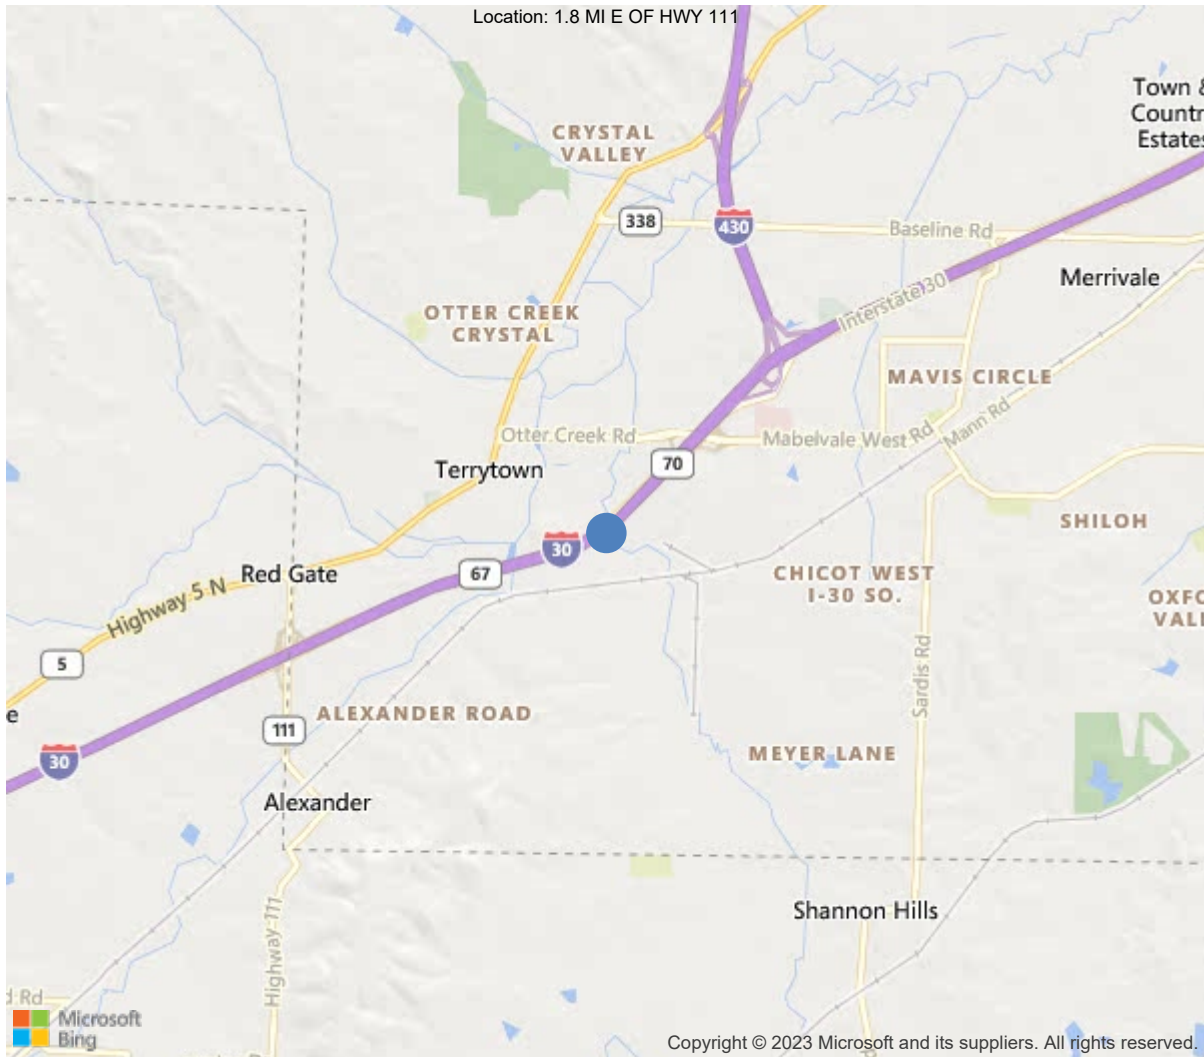 Location: 1.8 MI E OF HWY 111
Town &
Countr
Estates
CRYSTAL
VALLEY
338
430
Baseline Rd
Merrivale
Interstate 30
OTTER CREEK
CRYSTAL
MAVIS CIRCLE
Otter Creek Rd
Mabelvale West Rd
Mann Rd
Terrytown
70
SHILOH
30
67
Red Gate
CHICOT WEST
I-30 SO.
OXFO
VALL
Highway 5 N
5
e
Sardis Rd
111
ALEXANDER ROAD
30
MEYER LANE
Alexander
Shannon Hills
Highway 111
d Rd
Microsoft
Bing
Copyright © 2023 Microsoft and its suppliers. All rights reserved.